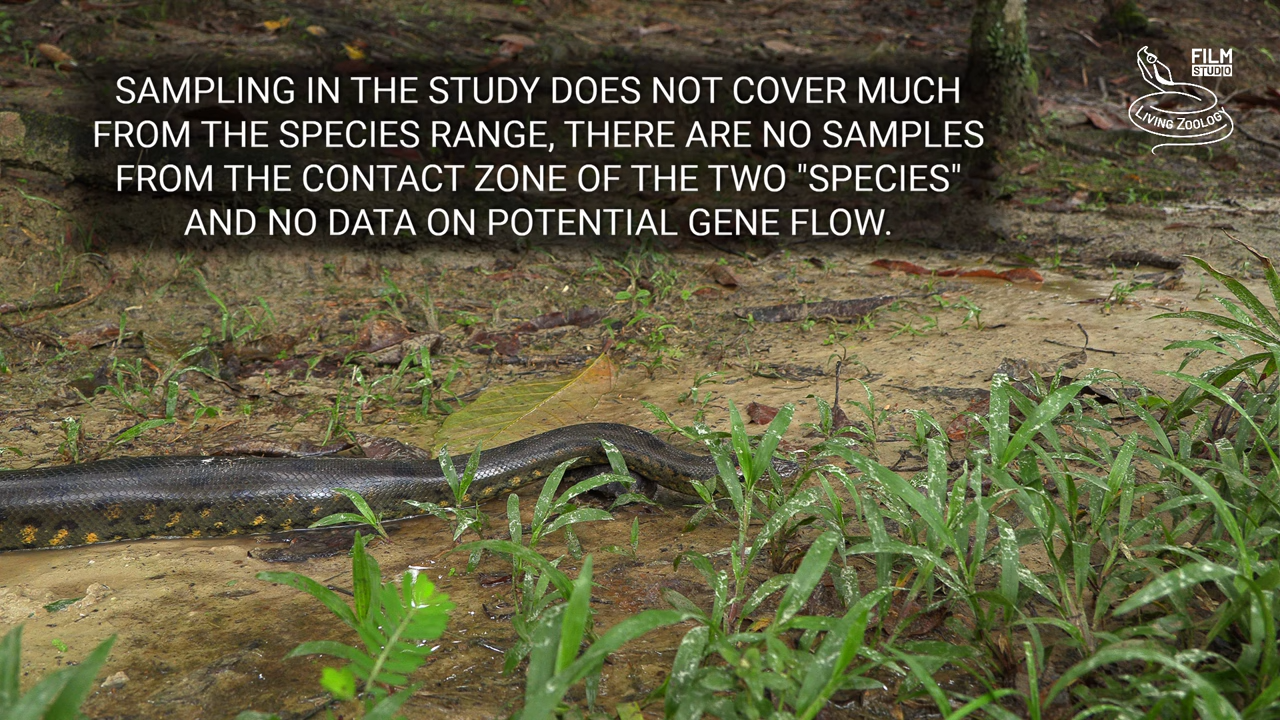 SAMPLING IN THE STUDY DOES NOT COVER MUCH
FROM THE SPECIES RANGE, THERE ARE NO SAMPLES
FROM THE CONTACT ZONE OF THE TWO "SPECIES"
AND NO DATA ON POTENTIAL GENE FLOW.
FILM
STUDIO
LIVING ZOOLOGY